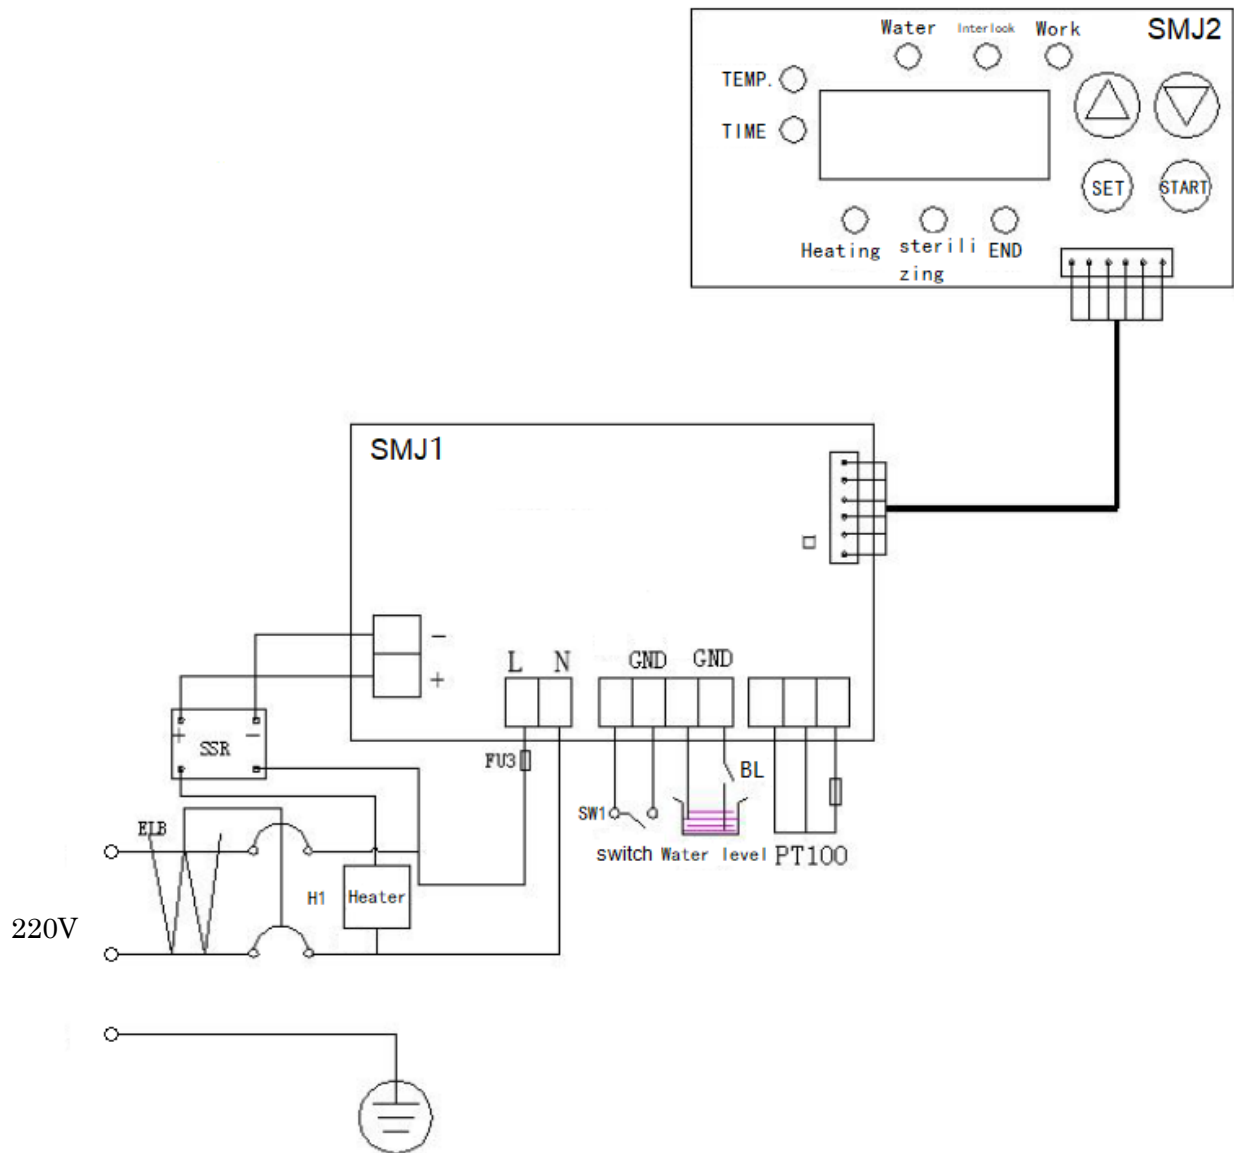 SMJ2
Water Interlook Work
TEMP.
TIME
SET START
Heating sterili END
zing
SMJ1
-
+
L N GND GND
+ -
SSR
FU3
BL
SW1
ELB
switch Water level PT100
H1 Heater
220V